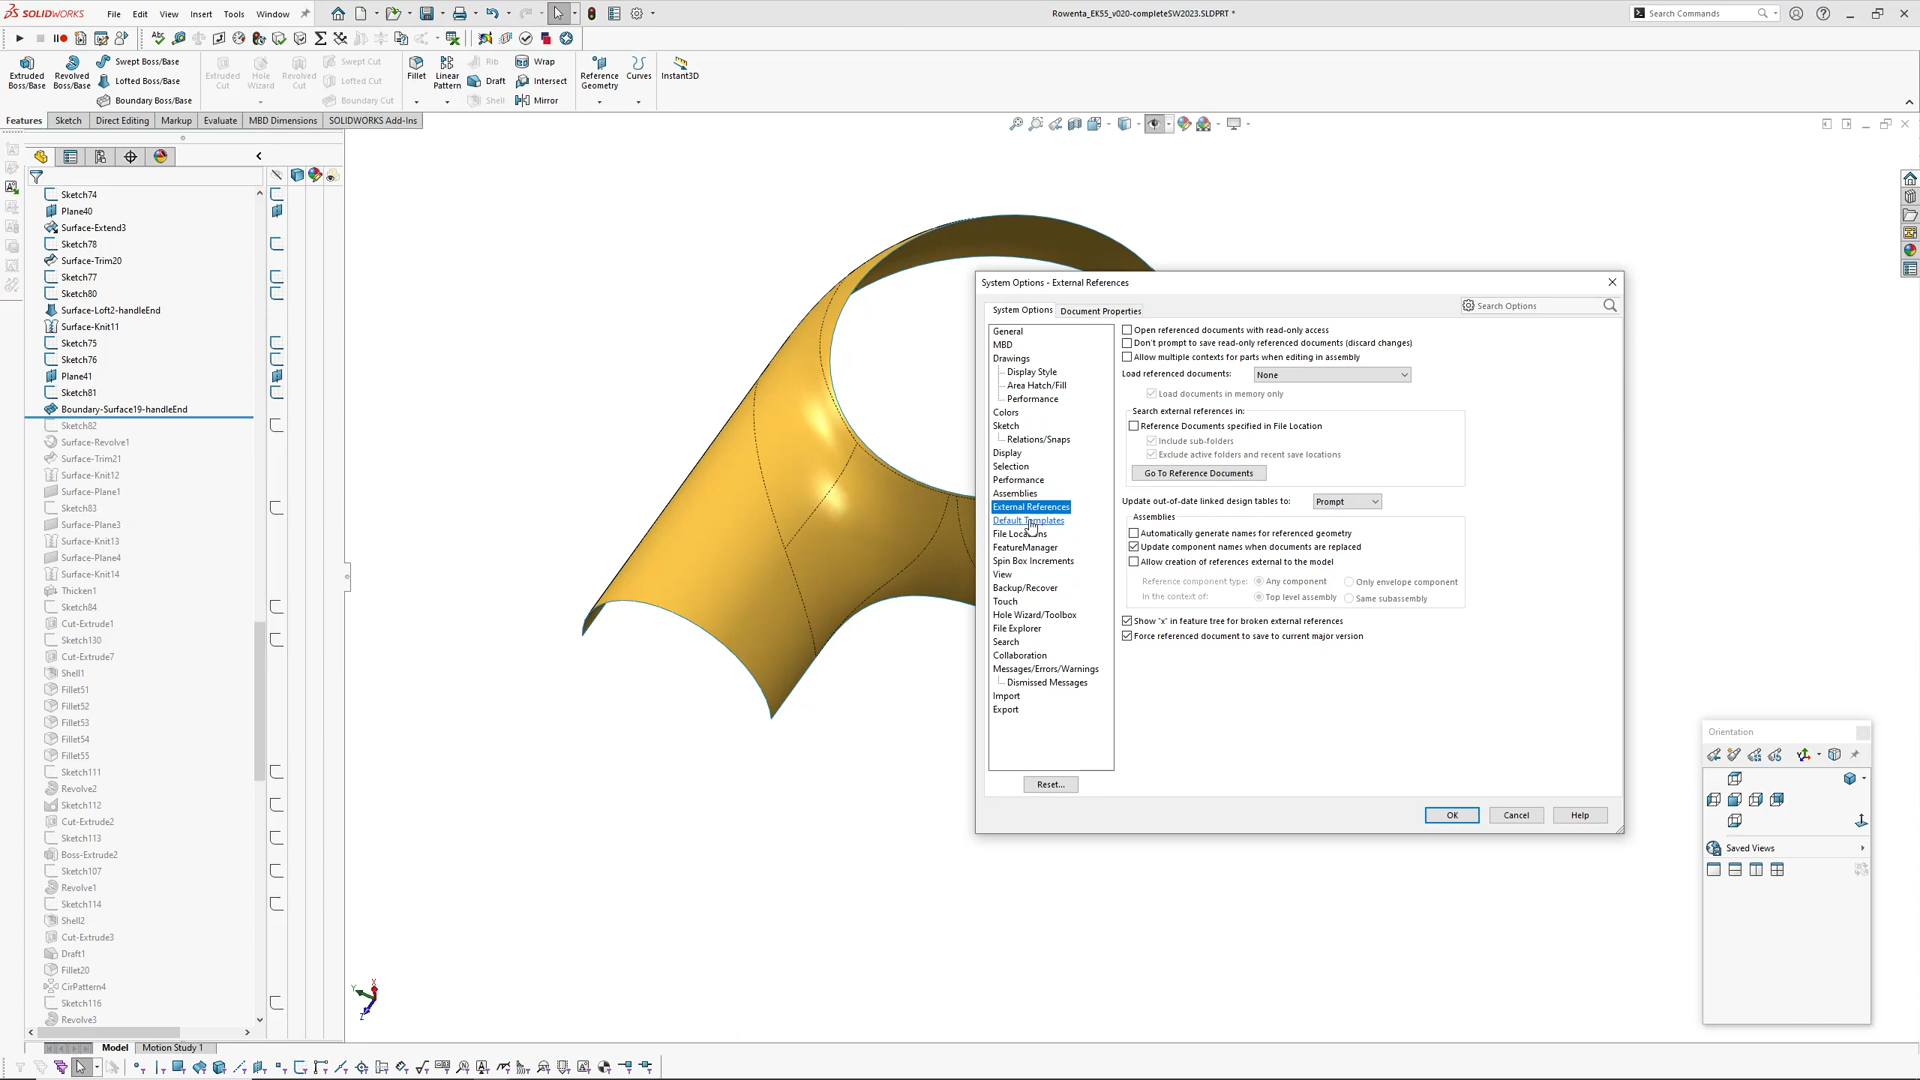 SOLIDWORKS File Edit View Insert Tools Window Rowenta_EK55_v020-completeSW2023.SLDPRT * Search Commands
Extruded Boss/Base
Revolved Boss/Base
Swept Boss/Base
Lofted Boss/Base
Boundary Boss/Base
Extruded Cut
Hole Wizard
Revolved Cut
Swept Cut
Lofted Cut
Boundary Cut
Fillet
Linear Pattern
Rib
Draft
Shell
Wrap
Intersect
Mirror
Reference Geometry
Curves
Instant3D
Features Sketch Direct Editing Markup Evaluate MBD Dimensions SOLIDWORKS Add-Ins
Sketch74
Plane40
Surface-Extend3
Sketch78
Surface-Trim20
Sketch77
Sketch80
Surface-Loft2-handleEnd
Surface-Knit11
Sketch75
Sketch76
Plane41
Sketch81
Boundary-Surface19-handleEnd
Sketch82
Surface-Revolve1
Surface-Trim21
Surface-Knit12
Surface-Plane1
Sketch83
Surface-Plane3
Surface-Knit13
Surface-Plane4
Surface-Knit14
Thicken1
Sketch84
Cut-Extrude1
Sketch130
Cut-Extrude7
Shell1
Fillet51
Fillet52
Fillet53
Fillet54
Fillet55
Sketch111
Revolve2
Sketch112
Cut-Extrude2
Sketch113
Boss-Extrude2
Sketch107
Revolve1
Sketch114
Shell2
Cut-Extrude3
Draft1
Fillet20
CirPattern4
Sketch116
Revolve3
Model Motion Study 1
System Options - External References
System Options Document Properties Search Options
General
MBD
Drawings
Display Style
Area Hatch/Fill
Performance
Colors
Sketch
Relations/Snaps
Display
Selection
Performance
Assemblies
External References
Default Templates
File Locations
FeatureManager
Spin Box Increments
View
Backup/Recover
Touch
Hole Wizard/Toolbox
File Explorer
Search
Collaboration
Messages/Errors/Warnings
Dismissed Messages
Import
Export
Reset...
Open referenced documents with read-only access
Don't prompt to save read-only referenced documents (discard changes)
Allow multiple contexts for parts when editing in assembly
Load referenced documents: None
Load documents in memory only
Search external references in:
Reference Documents specified in File Location
Include sub-folders
Exclude active folders and recent save locations
Go To Reference Documents
Update out-of-date linked design tables to: Prompt
Assemblies
Automatically generate names for referenced geometry
Update component names when documents are replaced
Allow creation of references external to the model
Reference component type: Any component Only envelope component
In the context of: Top level assembly Same subassembly
Show "x" in feature tree for broken external references
Force referenced document to save to current major version
OK Cancel Help
Orientation
Saved Views
X
Y
Z